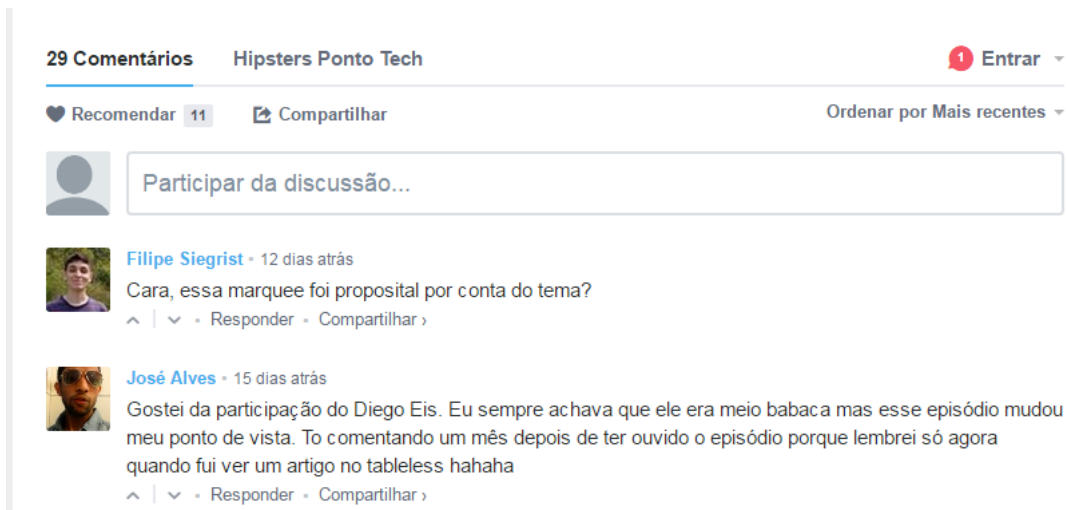 29 Comentários Hipsters Ponto Tech 1 Entrar
Recomendar 11 Compartilhar Ordenar por Mais recentes
Participar da discussão...
Filipe Siegrist • 12 dias atrás
Cara, essa marquee foi proposital por conta do tema?
• Responder • Compartilhar ›
José Alves • 15 dias atrás
Gostei da participação do Diego Eis. Eu sempre achava que ele era meio babaca mas esse episódio mudou
meu ponto de vista. To comentando um mês depois de ter ouvido o episódio porque lembrei só agora
quando fui ver um artigo no tableless hahaha
• Responder • Compartilhar ›